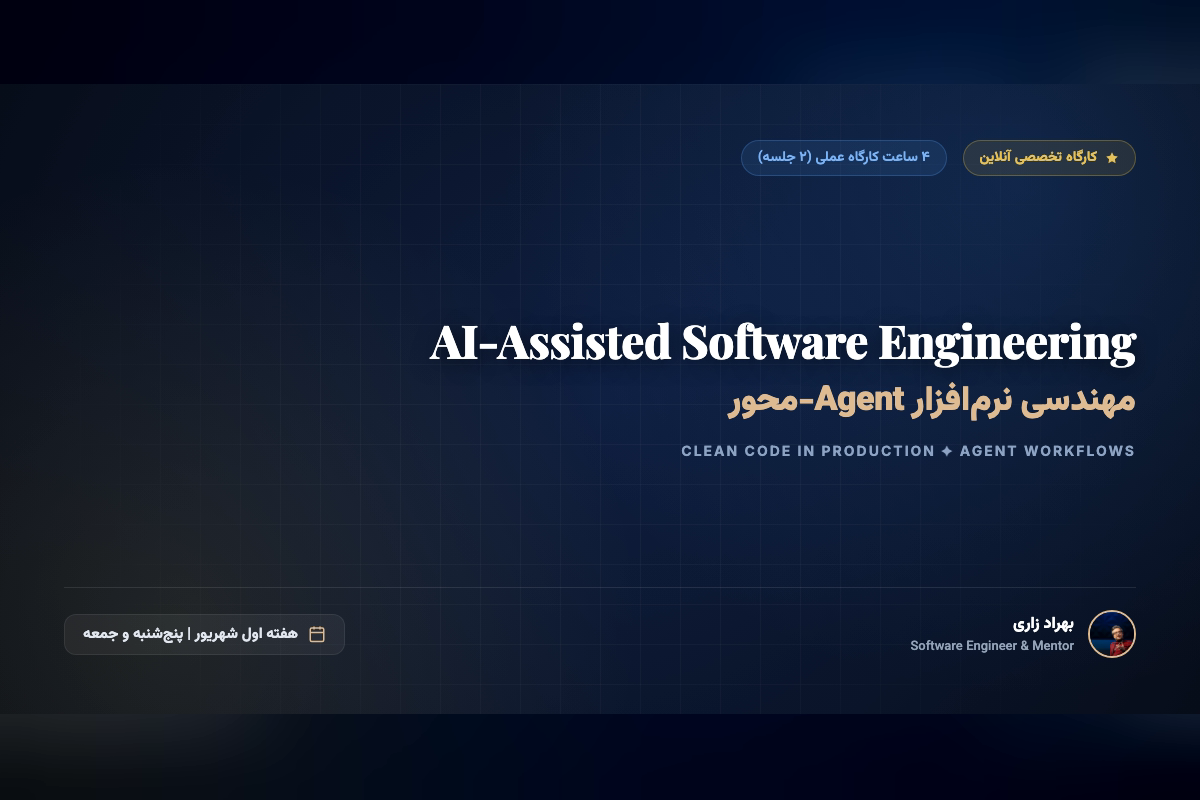 کارگاه تخصصی آنلاین
۴ ساعت کارگاه عملی (۲ جلسه)
AI-Assisted Software Engineering
مهندسی نرم‌افزار Agent-محور
CLEAN CODE IN PRODUCTION ✦ AGENT WORKFLOWS
بهراد زاری
Software Engineer & Mentor
هفته اول شهریور | پنج‌شنبه و جمعه